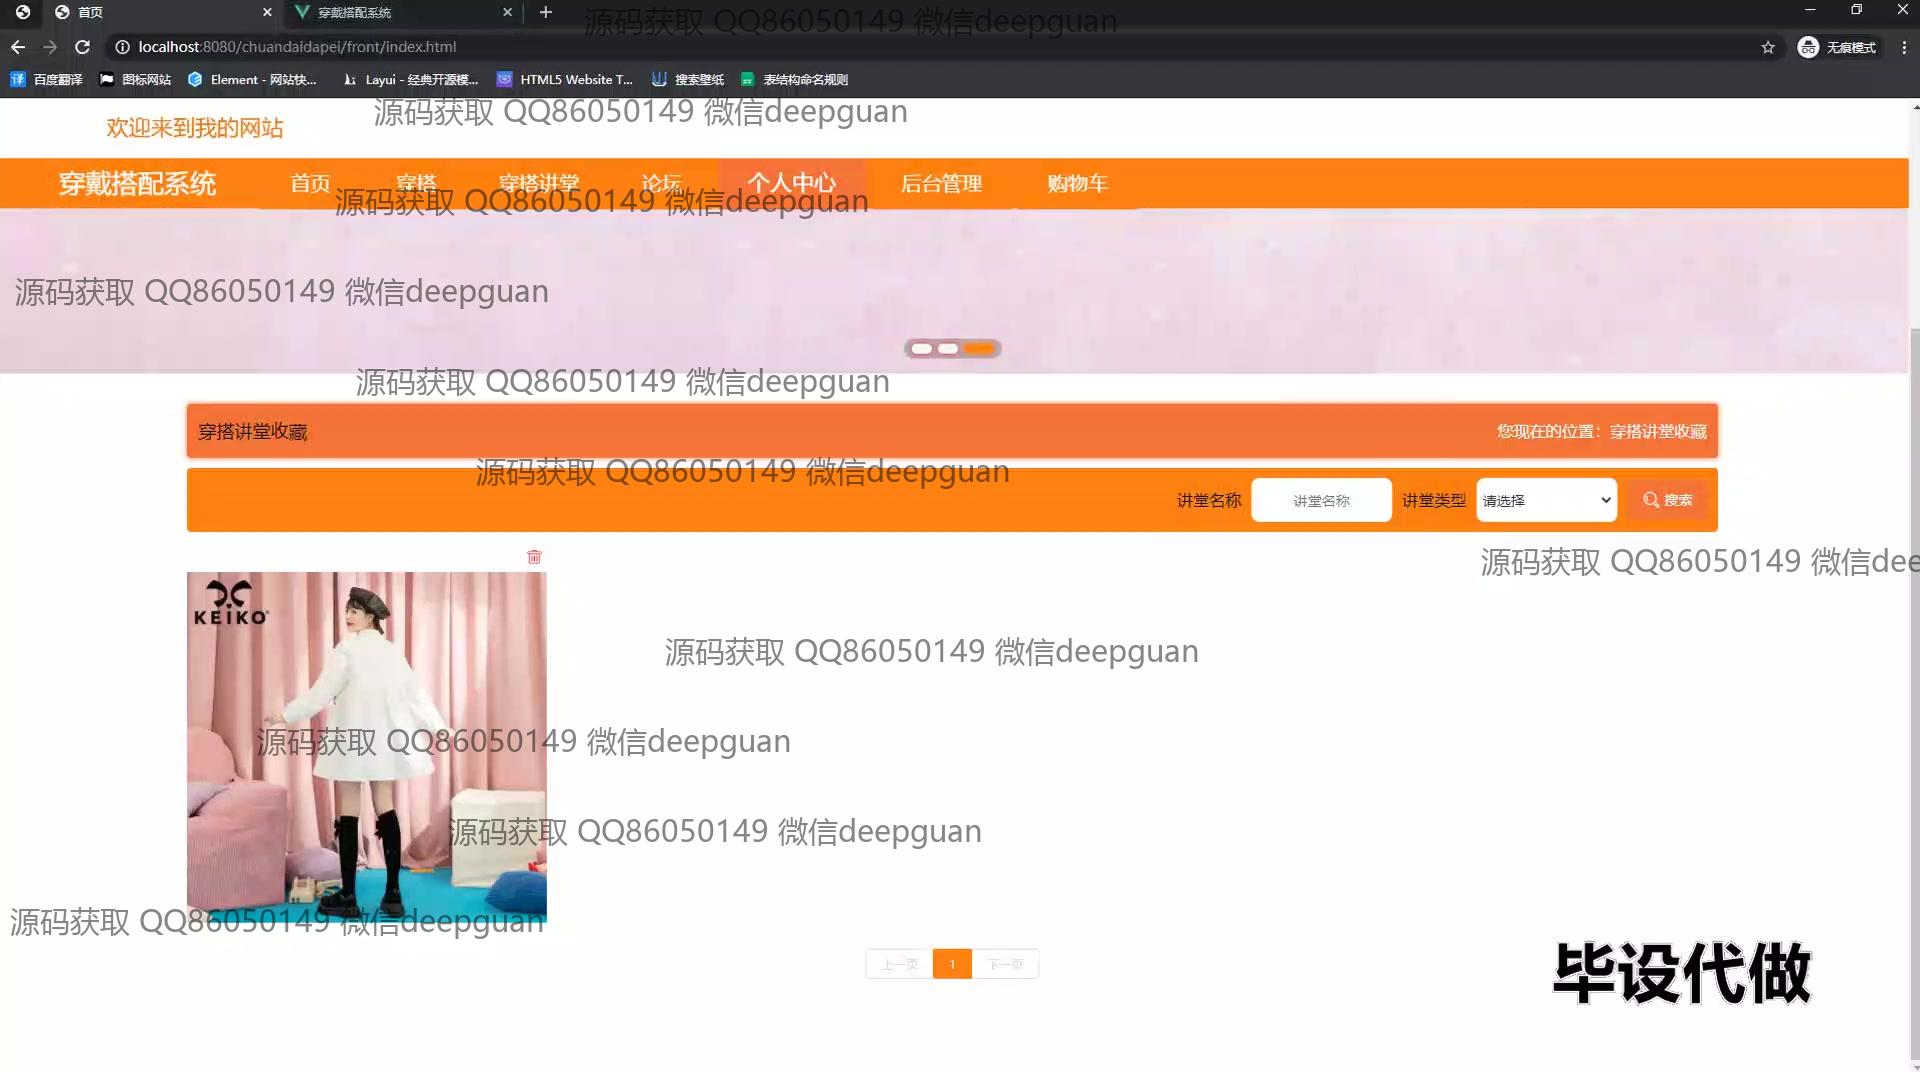 首页
穿戴搭配系统
源码获取 QQ86050149 微信deepguan
localhost:8080/chuandaidapei/front/index.html
无痕模式
百度翻译
图标网站
Element - 网站快...
Layui - 经典开源模...
HTML5 Website T...
搜索壁纸
表结构命名规则
源码获取 QQ86050149 微信deepguan
欢迎来到我的网站
穿戴搭配系统
首页
穿搭
穿搭讲堂
论坛
个人中心
后台管理
购物车
源码获取 QQ86050149 微信deepguan
源码获取 QQ86050149 微信deepguan
源码获取 QQ86050149 微信deepguan
穿搭讲堂收藏
您现在的位置：穿搭讲堂收藏
源码获取 QQ86050149 微信deepguan
讲堂名称
讲堂名称
讲堂类型
请选择
搜索
源码获取 QQ86050149 微信dee
KEIKO
源码获取 QQ86050149 微信deepguan
源码获取 QQ86050149 微信deepguan
源码获取 QQ86050149 微信deepguan
源码获取 QQ86050149 微信deepguan
上一页
1
下一页
毕设代做